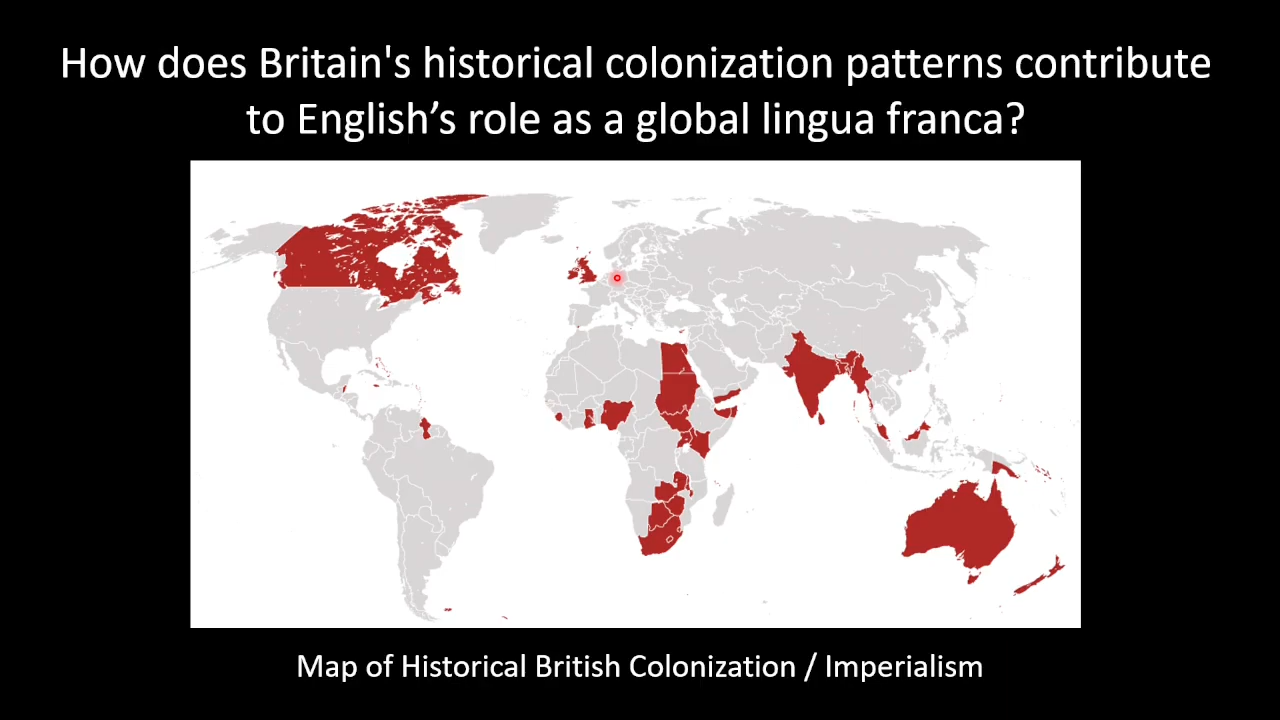 How does Britain's historical colonization patterns contribute
to English’s role as a global lingua franca?
Map of Historical British Colonization / Imperialism